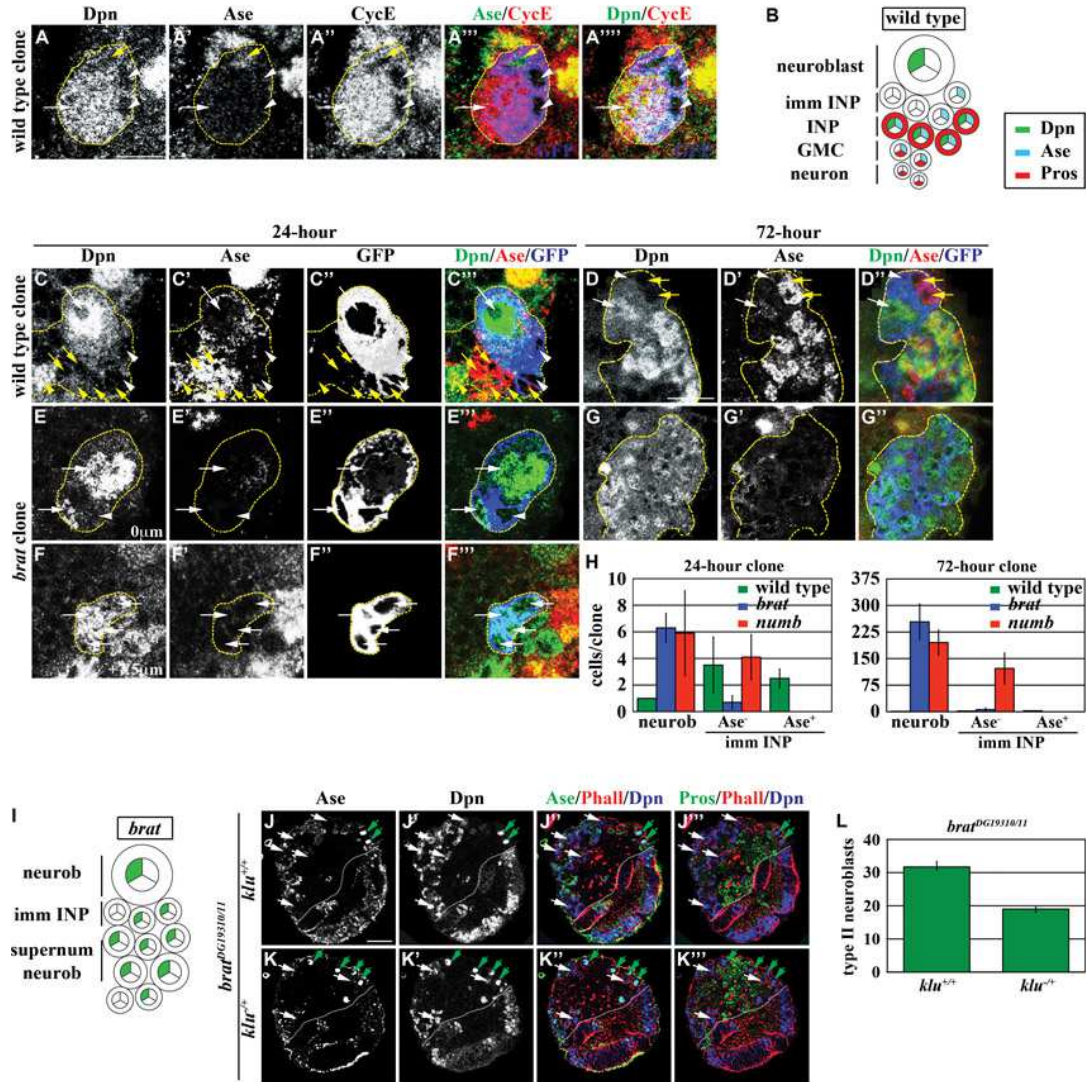 Dpn Ase CycE Ase/CycE Dpn/CycE
wild type clone
A A' A'' A''' A''''
B
wild type
neuroblast
imm INP
INP
GMC
neuron
Dpn
Ase
Pros
24-hour 72-hour
Dpn Ase GFP Dpn/Ase/GFP Dpn Ase Dpn/Ase/GFP
wild type clone
C C' C'' C''' D D' D''
brat clone
E E' E'' E''' G G' G''
0μm
F F' F'' F'''
H
24-hour clone
cells/clone
10
8
6
4
2
0
wild type
brat
numb
neurob Ase⁻ Ase⁺
imm INP
72-hour clone
375
300
225
150
75
0
wild type
brat
numb
neurob Ase⁻ Ase⁺
imm INP
I
brat
neurob
imm INP
supernum
neurob
Ase Dpn Ase/Phall/Dpn Pros/Phall/Dpn
bratDG19310/11
klu+/+
J J' J'' J'''
klu-/+
K K' K'' K'''
L
bratDG19310/11
type II neuroblasts
40
30
20
10
0
klu+/+ klu-/+